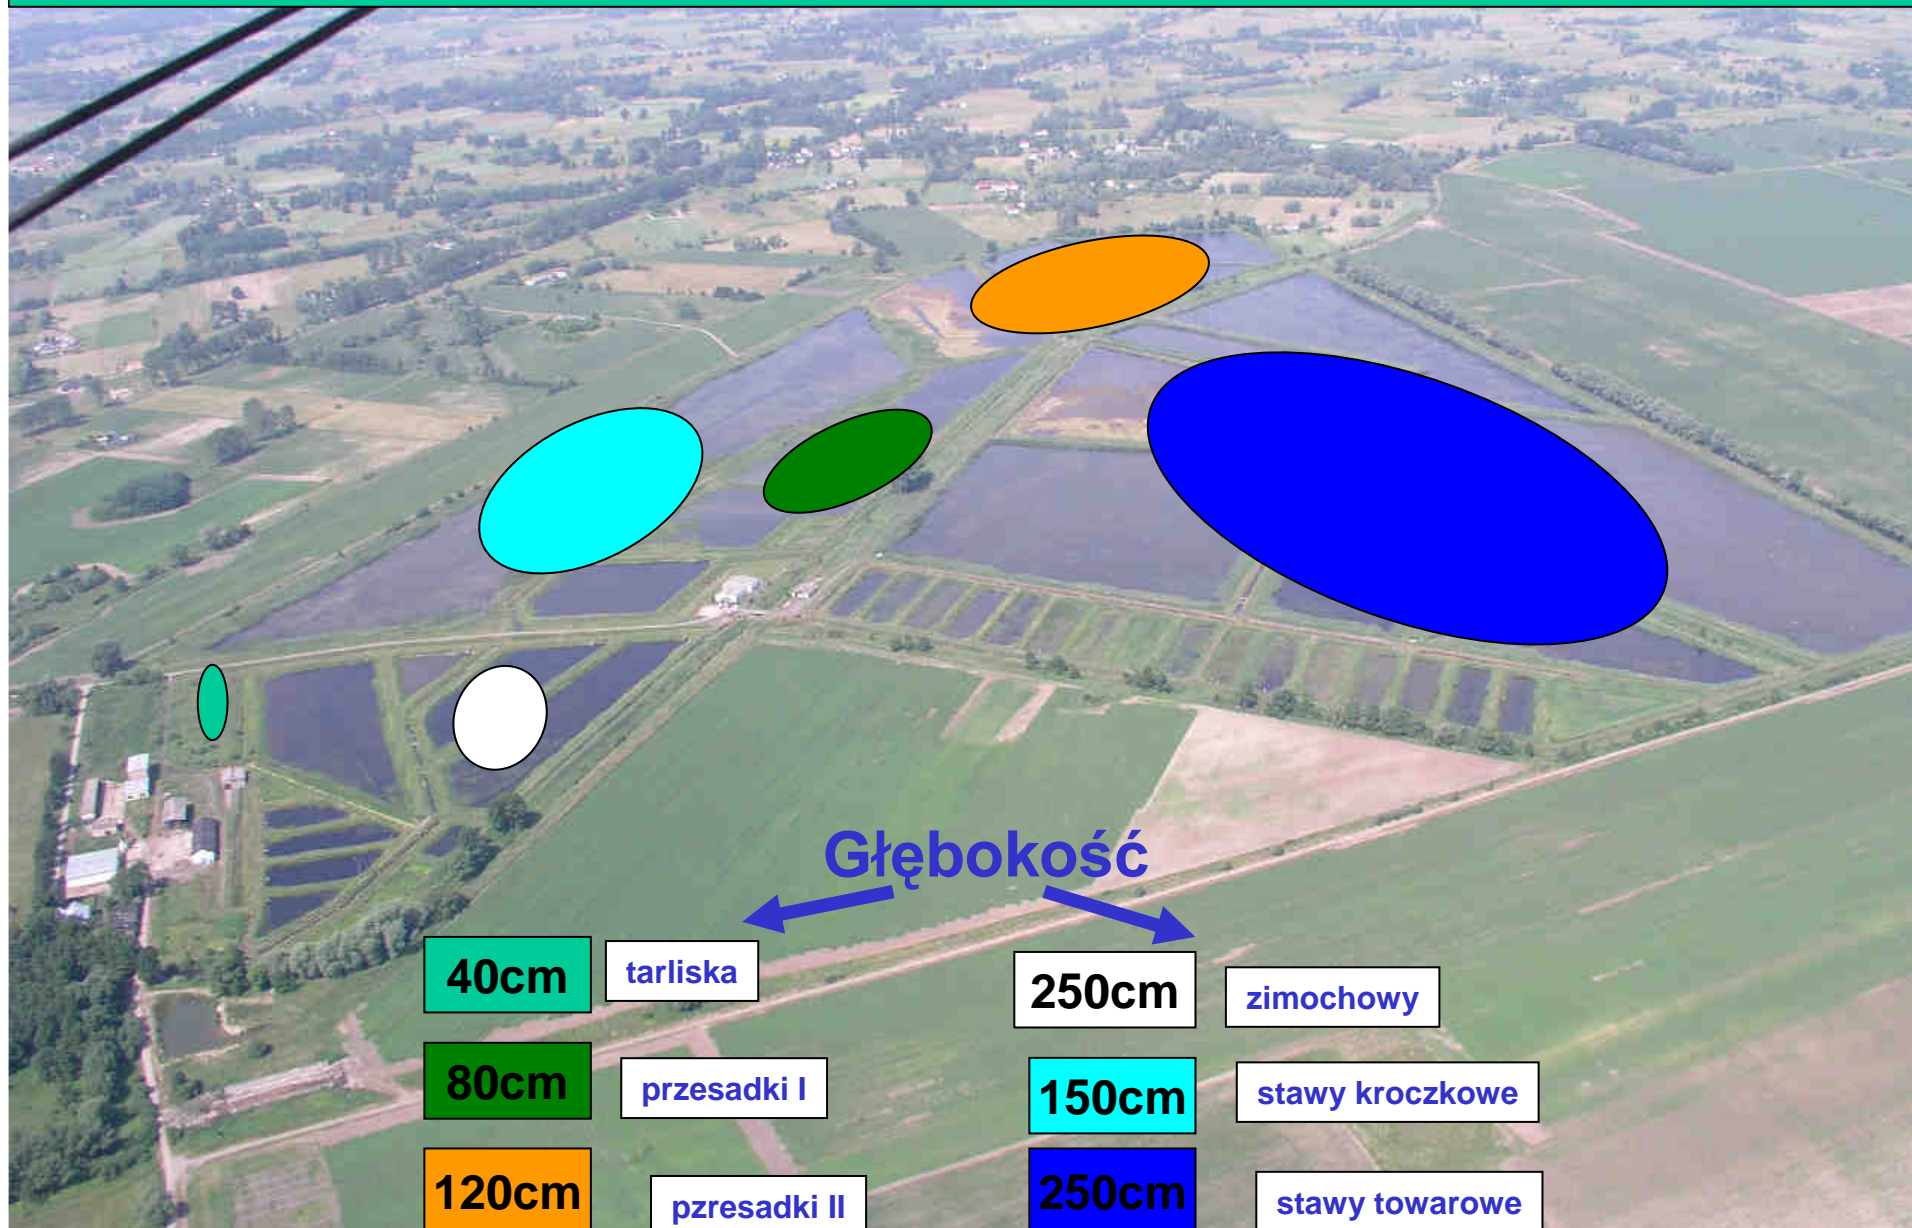 Głębokość
40cm tarliska
80cm przesadki I
120cm pzresadki II
250cm zimochowy
150cm stawy kroczkowe
250cm stawy towarowe